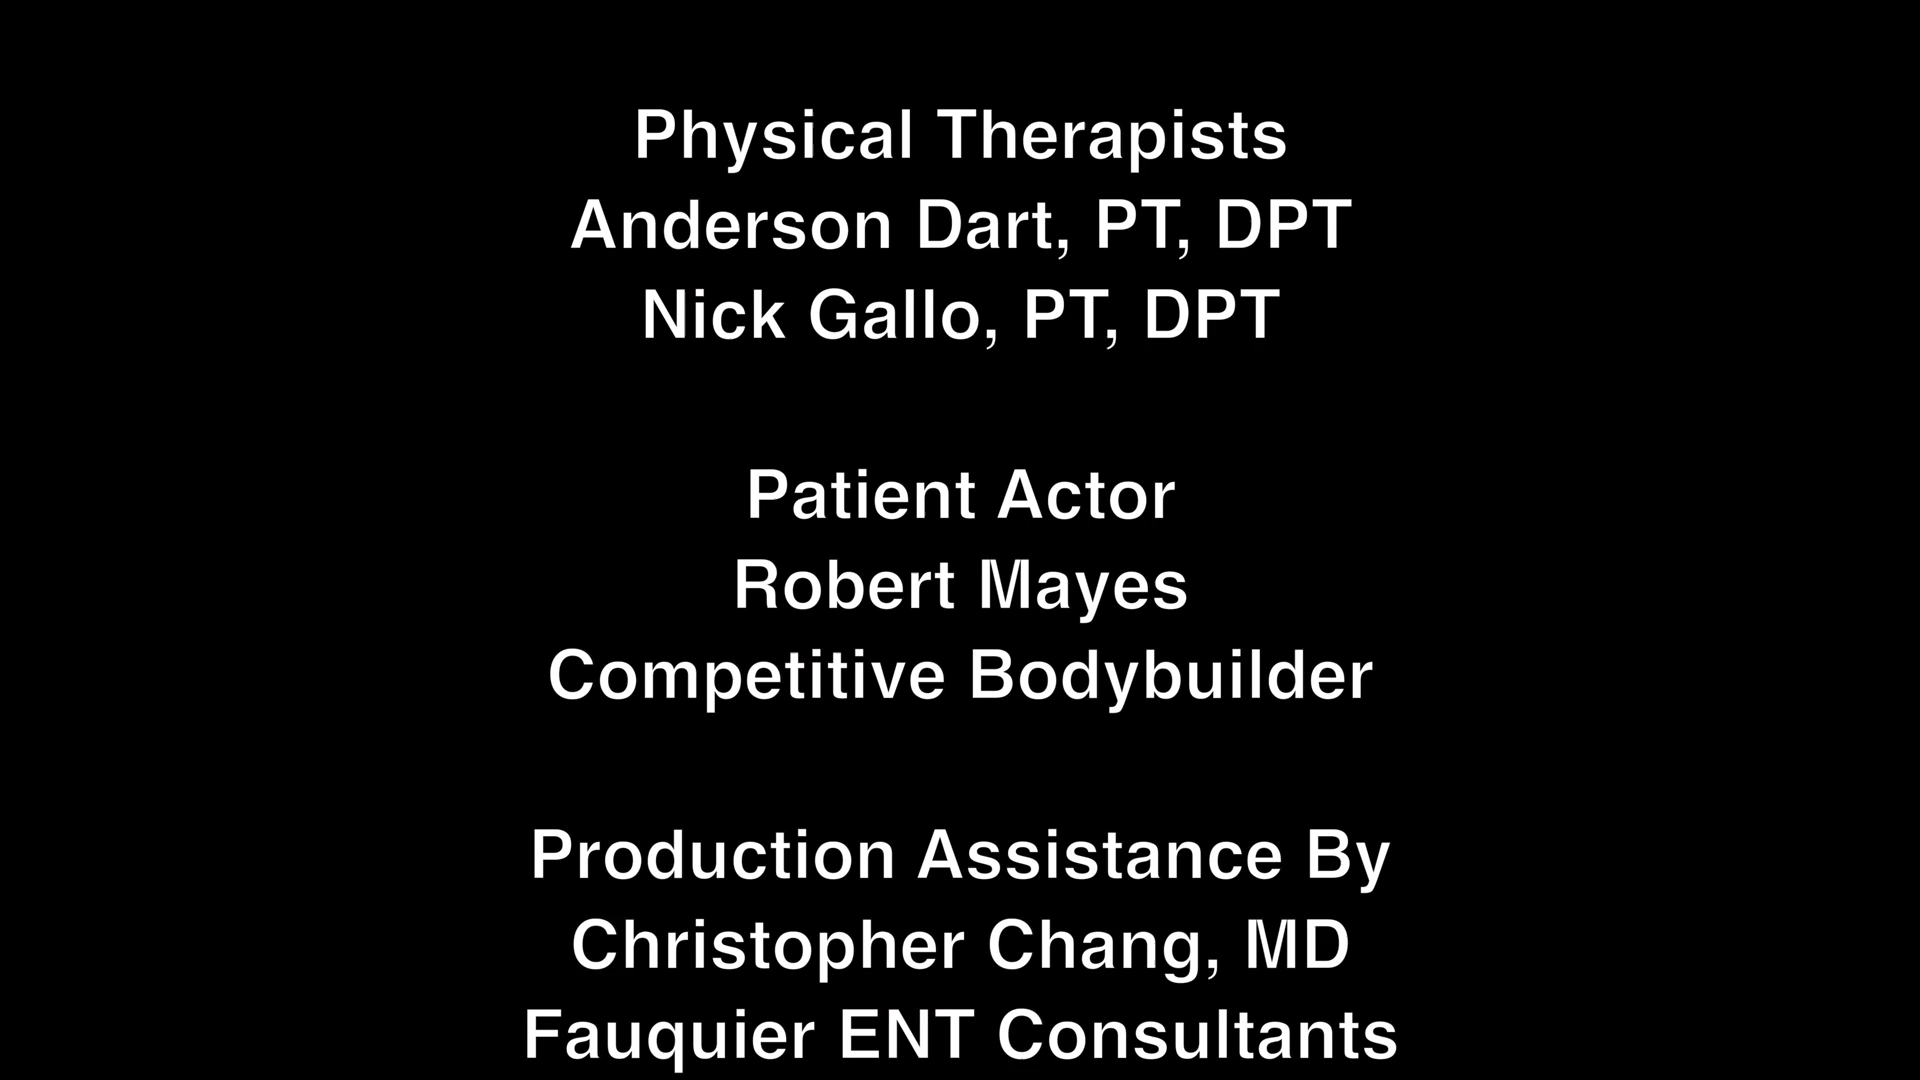 Physical Therapists
Anderson Dart, PT, DPT
Nick Gallo, PT, DPT
Patient Actor
Robert Mayes
Competitive Bodybuilder
Production Assistance By
Christopher Chang, MD
Fauquier ENT Consultants